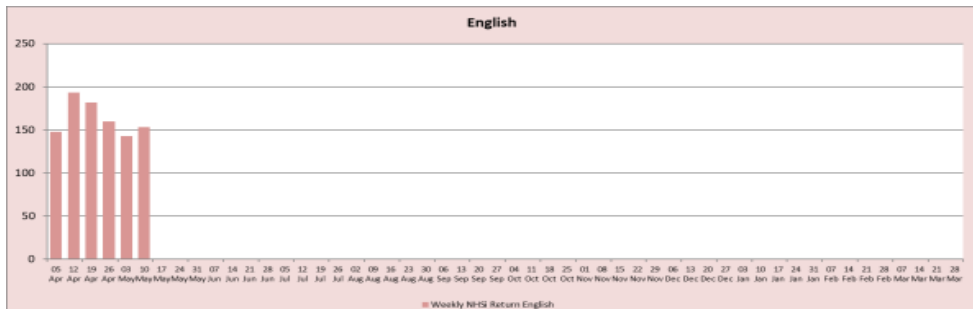 English
250
200
150
100
50
0
05 12 19 26 03 10 17 24 31 07 14 21 28 05 12 19 26 02 09 16 23 30 06 13 20 27 04 11 18 25 01 08 15 22 29 06 13 20 27 03 10 17 24 31 07 14 21 28 07 14 21 28
Apr Apr Apr Apr May May May May May Jun Jun Jun Jun Jul Jul Jul Jul Aug Aug Aug Aug Aug Sep Sep Sep Sep Oct Oct Oct Oct Nov Nov Nov Nov Nov Dec Dec Dec Dec Jan Jan Jan Jan Jan Feb Feb Feb Feb Mar Mar Mar Mar
Weekly NHSi Return English